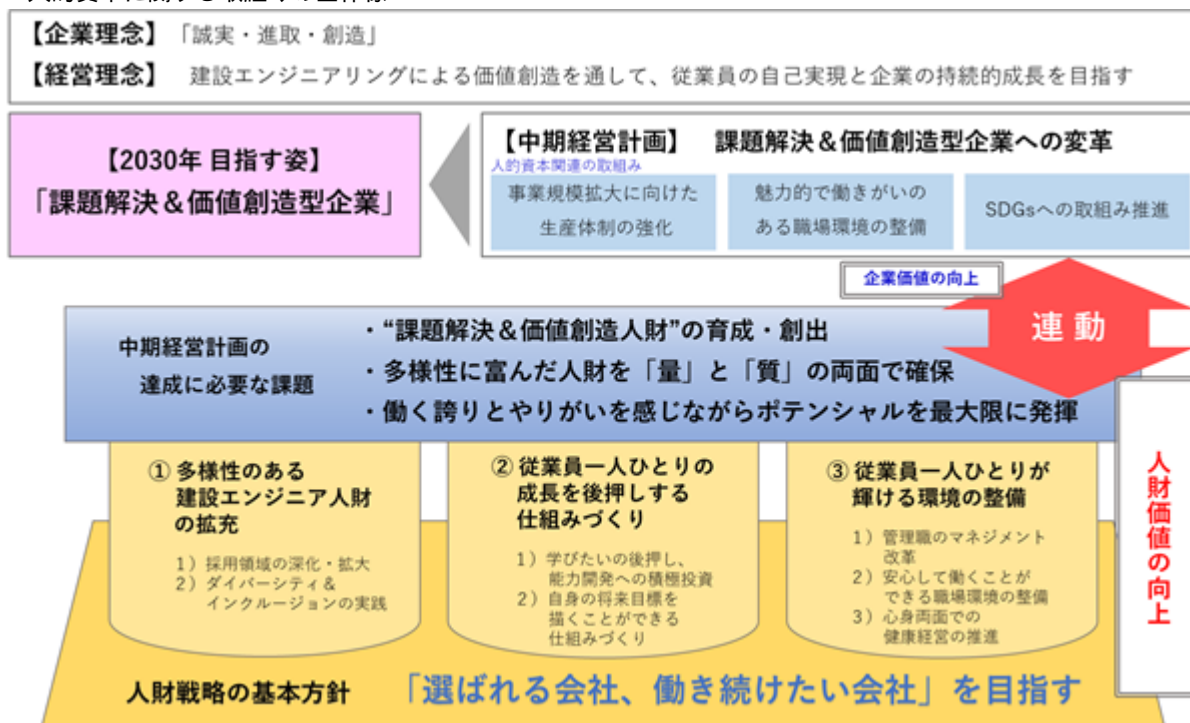 【企業理念】「誠実・進取・創造」
【経営理念】　建設エンジニアリングによる価値創造を通して、従業員の自己実現と企業の持続的成長を目指す
【2030年 目指す姿】
「課題解決＆価値創造型企業」
【中期経営計画】　課題解決＆価値創造型企業への変革
人的資本関連の取組み
事業規模拡大に向けた
生産体制の強化
魅力的で働きがいの
ある職場環境の整備
SDGsへの取組み推進
企業価値の向上
連動
中期経営計画の
達成に必要な課題
・“課題解決＆価値創造人財”の育成・創出
・多様性に富んだ人財を「量」と「質」の両面で確保
・働く誇りとやりがいを感じながらポテンシャルを最大限に発揮
① 多様性のある
建設エンジニア人財
の拡充
１）採用領域の深化・拡大
２）ダイバーシティ＆
インクルージョンの実践
② 従業員一人ひとりの
成長を後押しする
仕組みづくり
１）学びたいの後押し、
能力開発への積極投資
２）自身の将来目標を
描くことができる
仕組みづくり
③ 従業員一人ひとりが
輝ける環境の整備
１）管理職のマネジメント
改革
２）安心して働くことが
できる職場環境の整備
３）心身両面での
健康経営の推進
人財価値の向上
人財戦略の基本方針　「選ばれる会社、働き続けたい会社」を目指す